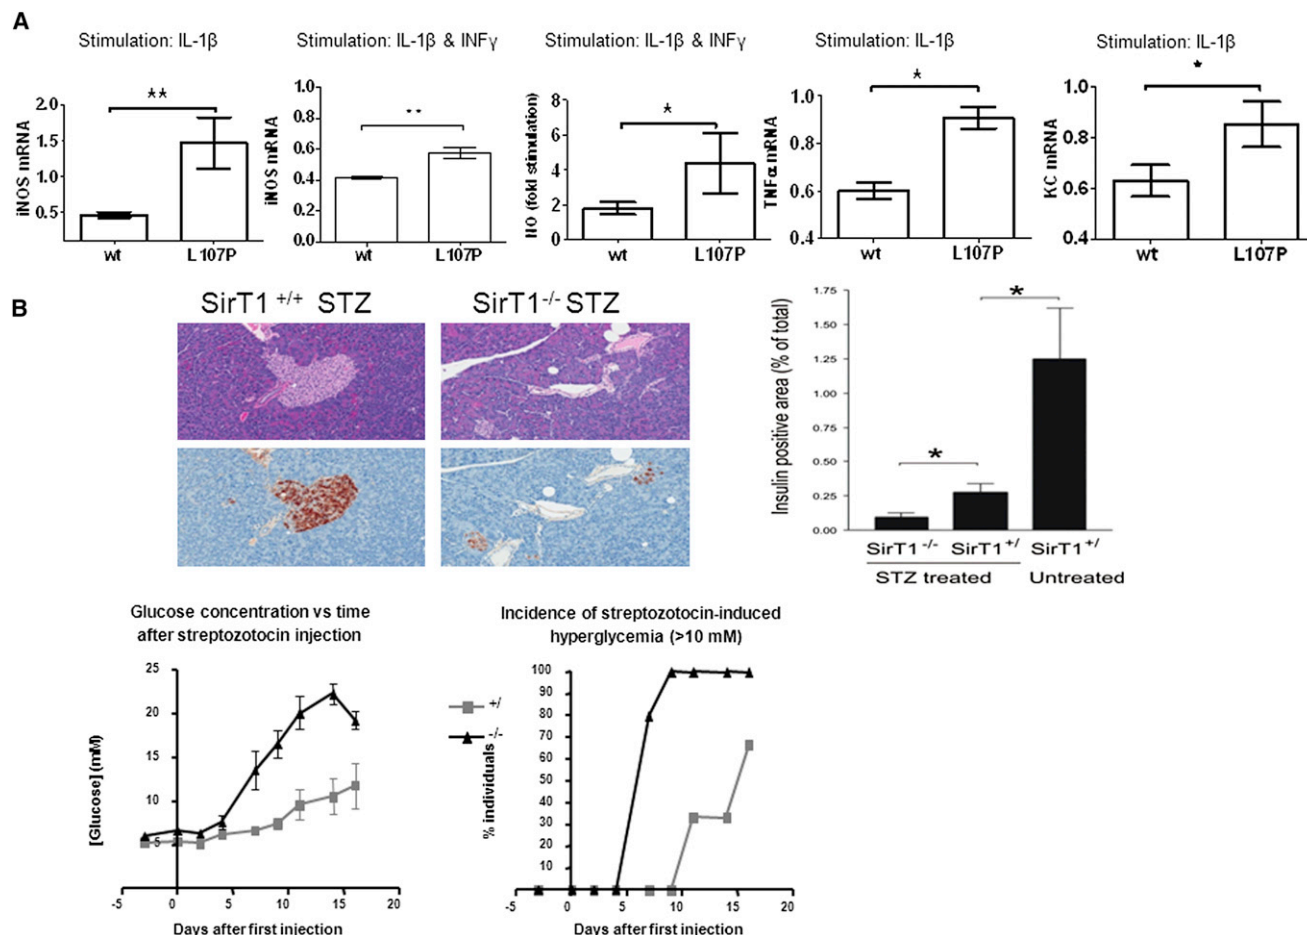 A
Stimulation: IL-1β
Stimulation: IL-1β & INFγ
Stimulation: IL-1β & INFγ
Stimulation: IL-1β
Stimulation: IL-1β
**
iNOS mRNA
2.0
1.5
1.0
0.5
wt L107P
**
iNOS mRNA
1.0
0.8
0.6
0.4
0.2
0.0
wt L107P
*
NO (fold stimulation)
8
6
4
2
0
wt L107P
*
TNFα mRNA
1.0
0.8
0.6
0.4
wt L107P
*
KC mRNA
1.0
0.8
0.6
0.4
wt L107P
B
SirT1 +/+ STZ
SirT1-/- STZ
Insulin positive area (% of total)
1.75
1.50
1.25
1.00
0.75
0.50
0.25
0.00
*
*
SirT1-/- SirT1+/ SirT1+/
STZ treated Untreated
Glucose concentration vs time
after streptozotocin injection
[Glucose] (mM)
25
20
15
10
5
-5 0 5 10 15 20
Days after first injection
+/
-/-
Incidence of streptozotocin-induced
hyperglycemia (>10 mM)
% individuals
100
90
80
70
60
50
40
30
20
10
-5 0 5 10 15 20
Days after first injection